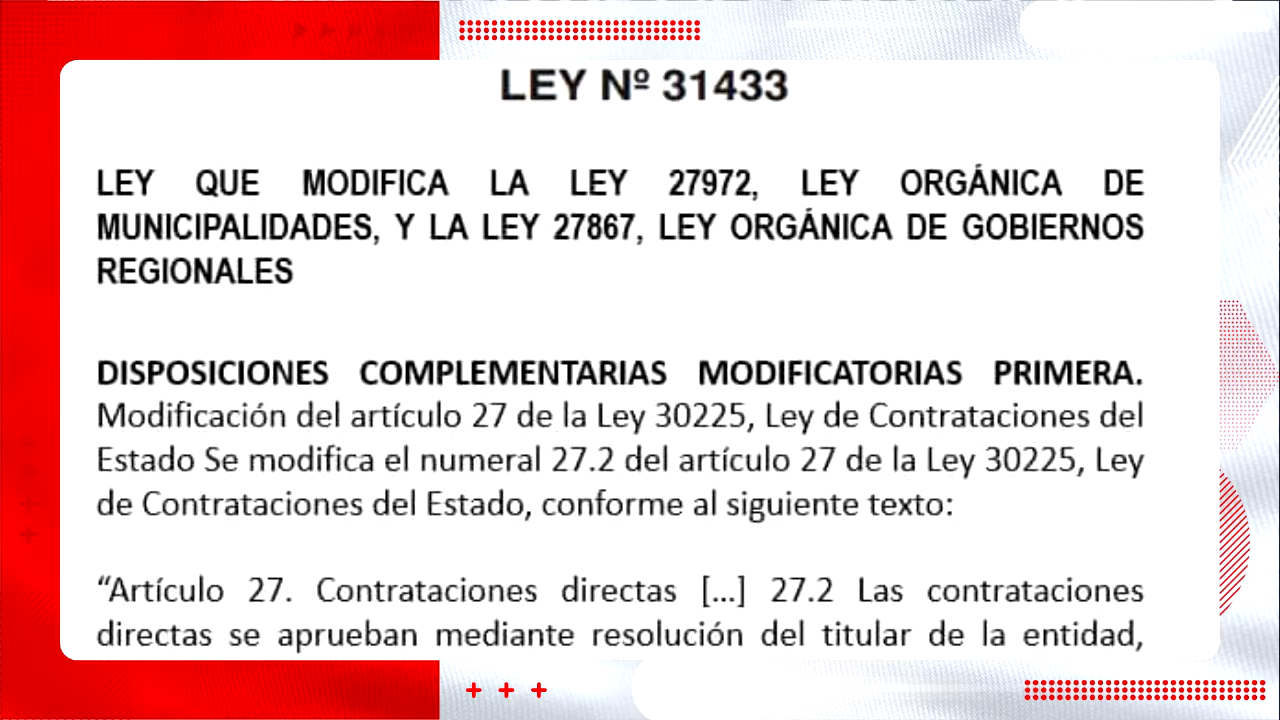 LEY Nº 31433
LEY QUE MODIFICA LA LEY 27972, LEY ORGÁNICA DE
MUNICIPALIDADES, Y LA LEY 27867, LEY ORGÁNICA DE GOBIERNOS
REGIONALES
DISPOSICIONES COMPLEMENTARIAS MODIFICATORIAS PRIMERA.
Modificación del artículo 27 de la Ley 30225, Ley de Contrataciones del
Estado Se modifica el numeral 27.2 del artículo 27 de la Ley 30225, Ley
de Contrataciones del Estado, conforme al siguiente texto:
“Artículo 27. Contrataciones directas [...] 27.2 Las contrataciones
directas se aprueban mediante resolución del titular de la entidad,